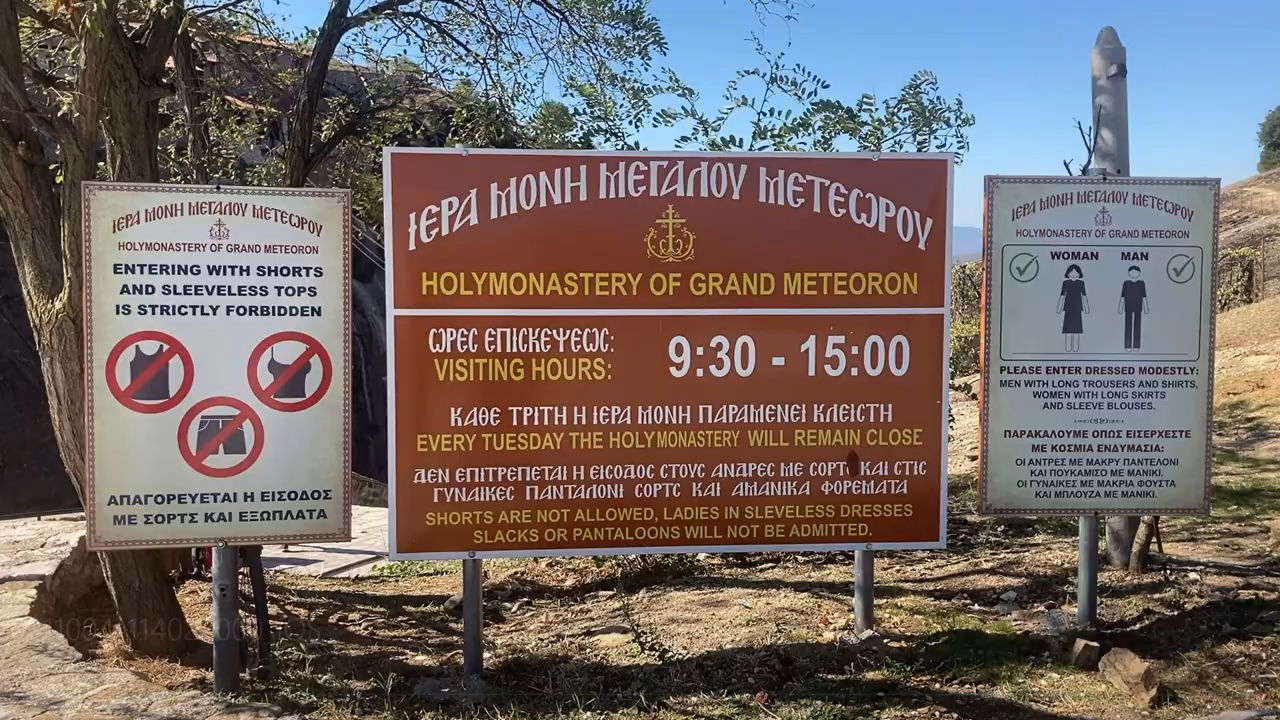 ΙΕΡΑ ΜΟΝΗ ΜΕΓΑΛΟΥ ΜΕΤΕΩΡΟΥ
HOLYMONASTERY OF GRAND METEORON
ENTERING WITH SHORTS
AND SLEEVELESS TOPS
IS STRICTLY FORBIDDEN
ΑΠΑΓΟΡΕΥΕΤΑΙ Η ΕΙΣΟΔΟΣ
ΜΕ ΣΟΡΤΣ ΚΑΙ ΕΞΩΠΛΑΤΑ
ΙΕΡΑ ΜΟΝΗ ΜΕΓΑΛΟΥ ΜΕΤΕΩΡΟΥ
HOLYMONASTERY OF GRAND METEORON
ΩΡΕΣ ΕΠΙΣΚΕΨΕΩΣ:
VISITING HOURS:
9:30 - 15:00
ΚΑΘΕ ΤΡΙΤΗ Η ΙΕΡΑ ΜΟΝΗ ΠΑΡΑΜΕΝΕΙ ΚΛΕΙΣΤΗ
EVERY TUESDAY THE HOLYMONASTERY WILL REMAIN CLOSE
ΔΕΝ ΕΠΙΤΡΕΠΕΤΑΙ Η ΕΙΣΟΔΟΣ ΣΤΟΥΣ ΑΝΔΡΕΣ ΜΕ ΣΟΡΤΣ ΚΑΙ ΣΤΙΣ
ΓΥΝΑΙΚΕΣ ΠΑΝΤΑΛΟΝΙ ΣΟΡΤΣ ΚΑΙ ΑΜΑΝΙΚΑ ΦΟΡΕΜΑΤΑ
SHORTS ARE NOT ALLOWED, LADIES IN SLEVELESS DRESSES
SLACKS OR PANTALOONS WILL NOT BE ADMITTED.
ΙΕΡΑ ΜΟΝΗ ΜΕΓΑΛΟΥ ΜΕΤΕΩΡΟΥ
HOLYMONASTERY OF GRAND METEORON
WOMAN MAN
PLEASE ENTER DRESSED MODESTLY:
MEN WITH LONG TROUSERS AND SHIRTS,
WOMEN WITH LONG SKIRTS
AND SLEEVE BLOUSES.
ΠΑΡΑΚΑΛΟΥΜΕ ΟΠΩΣ ΕΙΣΕΡΧΕΣΤΕ
ΜΕ ΚΟΣΜΙΑ ΕΝΔΥΜΑΣΙΑ:
ΟΙ ΑΝΤΡΕΣ ΜΕ ΜΑΚΡΥ ΠΑΝΤΕΛΟΝΙ
ΚΑΙ ΠΟΥΚΑΜΙΣΟ ΜΕ ΜΑΝΙΚΙ.
ΟΙ ΓΥΝΑΙΚΕΣ ΜΕ ΜΑΚΡΙΑ ΦΟΥΣΤΑ
ΚΑΙ ΜΠΛΟΥΖΑ ΜΕ ΜΑΝΙΚΙ.